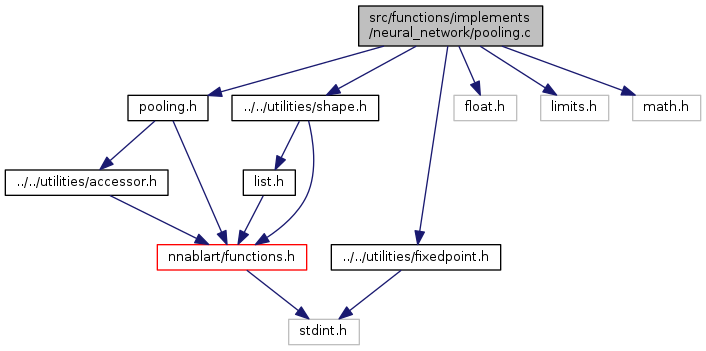 src/functions/implements
/neural_network/pooling.c
pooling.h
../../utilities/shape.h
float.h
limits.h
math.h
../../utilities/accessor.h
list.h
nnablart/functions.h
../../utilities/fixedpoint.h
stdint.h